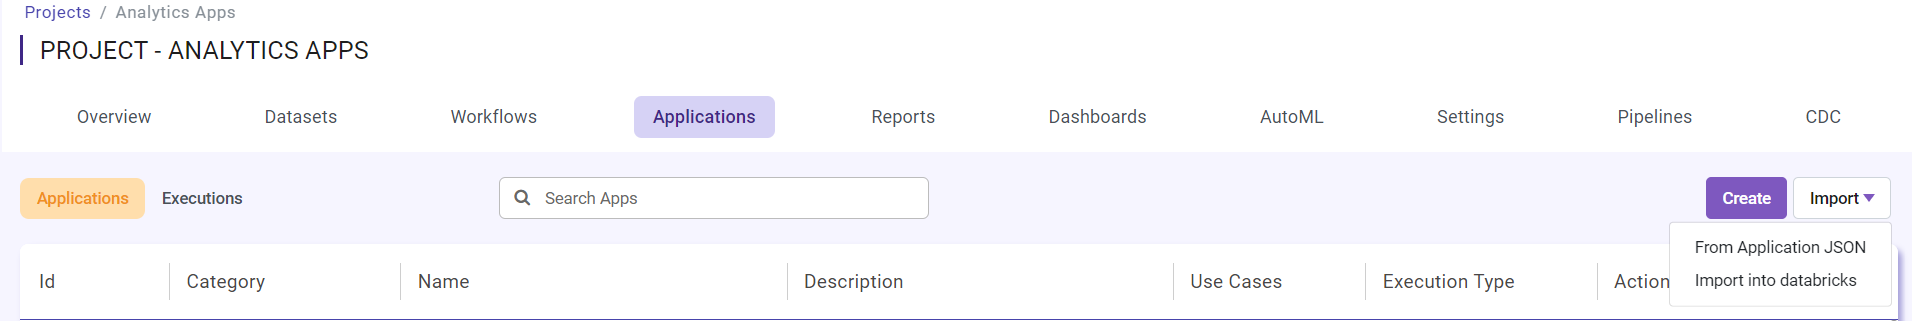 Projects / Analytics Apps
PROJECT - ANALYTICS APPS
Overview Datasets Workflows Applications Reports Dashboards AutoML Settings Pipelines CDC
Applications Executions Search Apps Create Import
From Application JSON
Import into databricks
Id Category Name Description Use Cases Execution Type Action